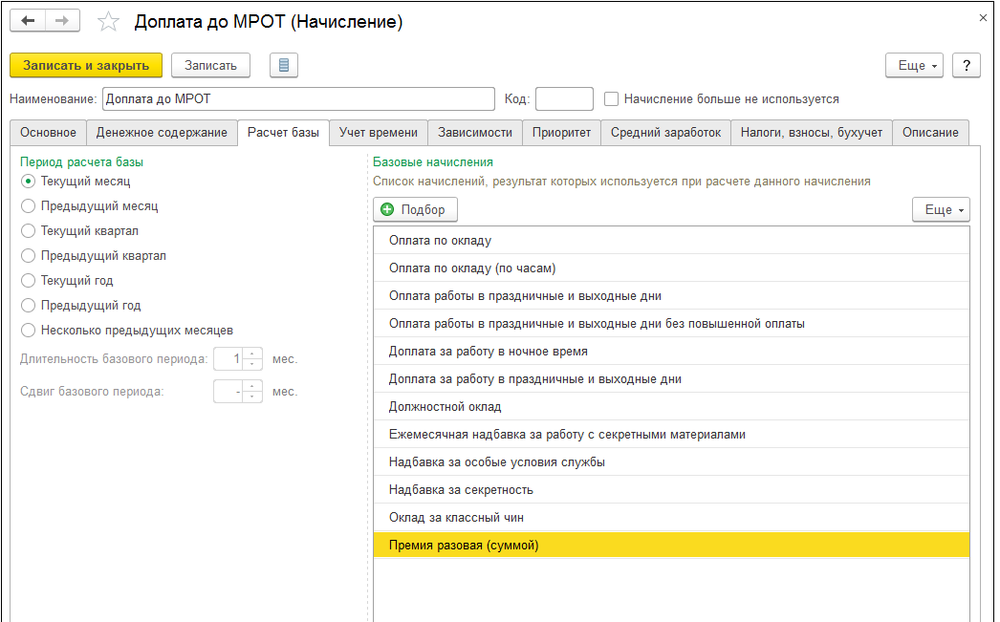 Доплата до МРОТ (Начисление)
Записать и закрыть
Записать
Еще
?
Наименование: Доплата до МРОТ
Код:
Начисление больше не используется
Основное
Денежное содержание
Расчет базы
Учет времени
Зависимости
Приоритет
Средний заработок
Налоги, взносы, бухучет
Описание
Период расчета базы
Текущий месяц
Предыдущий месяц
Текущий квартал
Предыдущий квартал
Текущий год
Предыдущий год
Несколько предыдущих месяцев
Длительность базового периода: 1 мес.
Сдвиг базового периода: - мес.
Базовые начисления
Список начислений, результат которых используется при расчете данного начисления
Подбор
Еще
Оплата по окладу
Оплата по окладу (по часам)
Оплата работы в праздничные и выходные дни
Оплата работы в праздничные и выходные дни без повышенной оплаты
Доплата за работу в ночное время
Доплата за работу в праздничные и выходные дни
Должностной оклад
Ежемесячная надбавка за работу с секретными материалами
Надбавка за особые условия службы
Надбавка за секретность
Оклад за классный чин
Премия разовая (суммой)